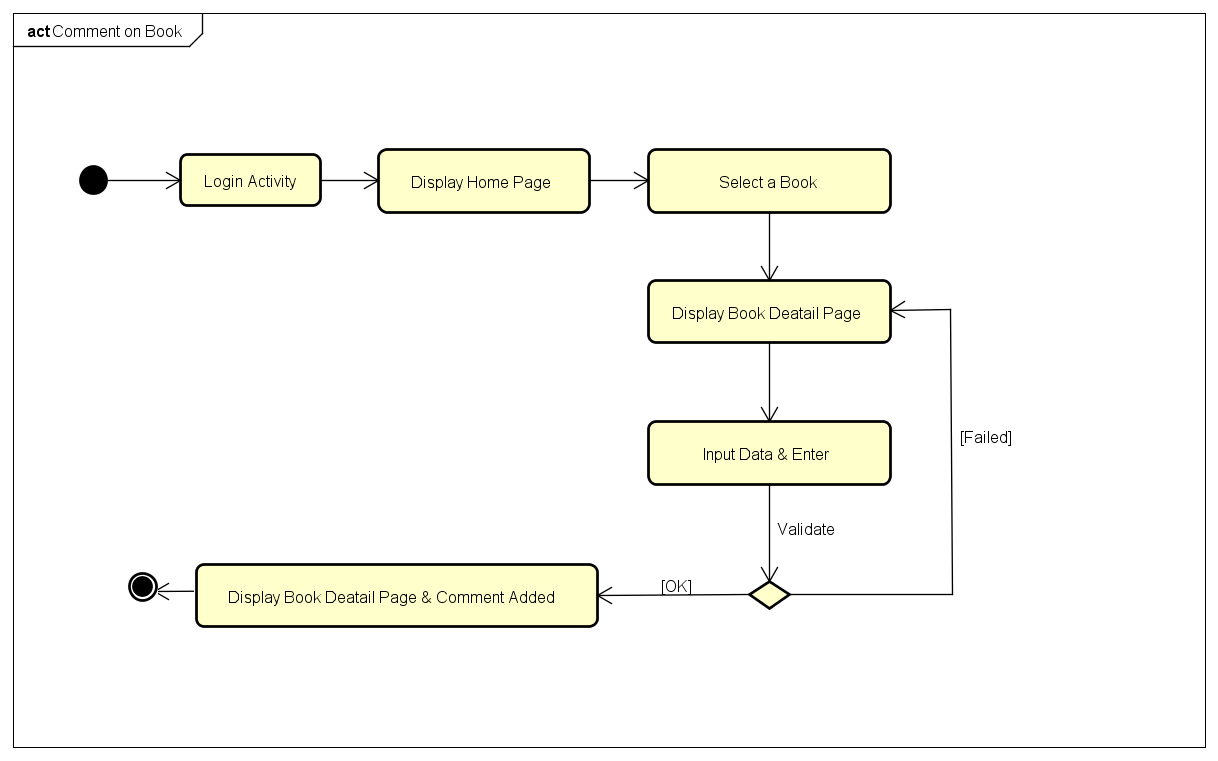 act Comment on Book
Login Activity
Display Home Page
Select a Book
Display Book Deatail Page
Input Data & Enter
[Failed]
Validate
[OK]
Display Book Deatail Page & Comment Added